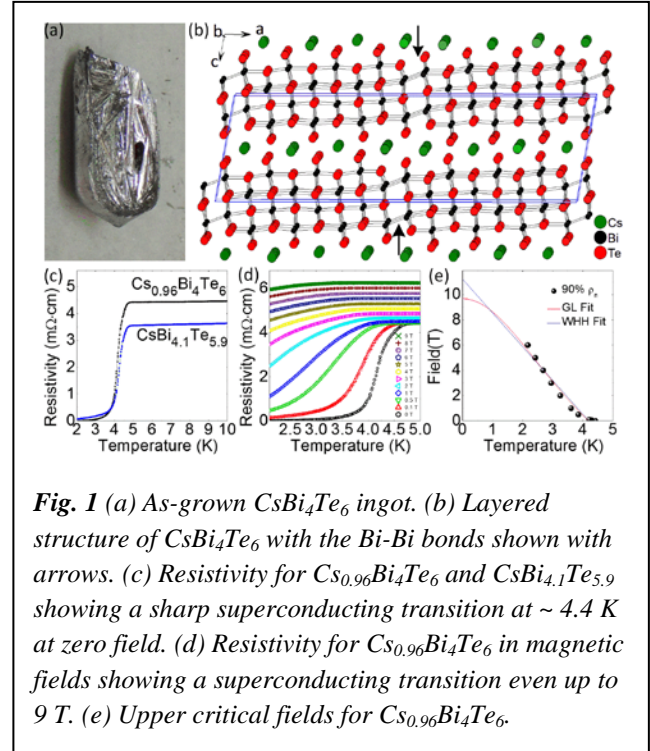 (a)
(b)
b
a
c
Cs
Bi
Te
(c)
Resistivity (mΩ·cm)
5
4
3
2
1
0
Cs0.96Bi4Te6
CsBi4.1Te5.9
2 3 4 5 6 7 8 9 10
Temperature (K)
(d)
Resistivity (mΩ·cm)
6
4
2
0
0.5T
0.1T
2.5 3.0 3.5 4.0 4.5 5.0
Temperature (K)
(e)
Field(T)
10
8
6
4
2
0
90% ρn
GL Fit
WHH Fit
0 1 2 3 4 5
Temperature (K)
Fig. 1 (a) As-grown CsBi4Te6 ingot. (b) Layered
structure of CsBi4Te6 with the Bi-Bi bonds shown with
arrows. (c) Resistivity for Cs0.96Bi4Te6 and CsBi4.1Te5.9
showing a sharp superconducting transition at ~ 4.4 K
at zero field. (d) Resistivity for Cs0.96Bi4Te6 in magnetic
fields showing a superconducting transition even up to
9 T. (e) Upper critical fields for Cs0.96Bi4Te6.